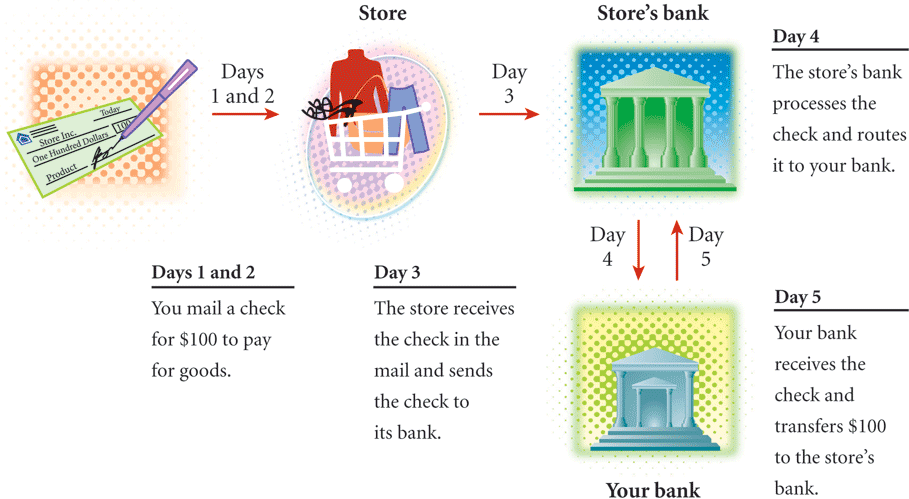 Store
Store's bank
Day 4
The store's bank
processes the
check and routes
it to your bank.
Days
1 and 2
Day
3
Today
Store Inc.
100
One Hundred Dollars
Product
Day
4
Day
5
Days 1 and 2
You mail a check
for $100 to pay
for goods.
Day 3
The store receives
the check in the
mail and sends
the check to
its bank.
Day 5
Your bank
receives the
check and
transfers $100
to the store's
bank.
Your bank